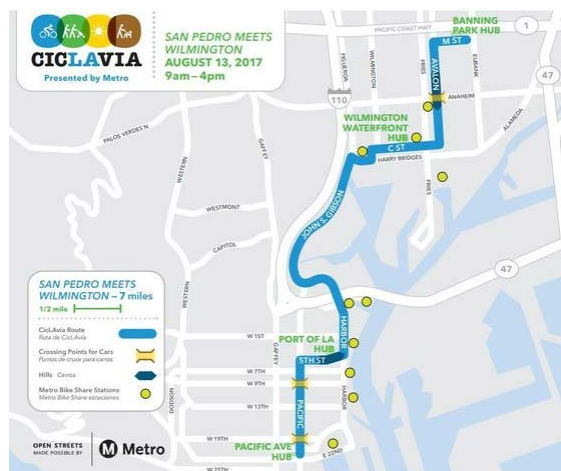 CICLAVIA
Presented by Metro
SAN PEDRO MEETS
WILMINGTON
AUGUST 13, 2017
9am–4pm
BANNING
PARK HUB
PACIFIC COAST HWY
1
M ST
FIGUEROA
WILMINGTON
FRIES
AVALON
EUBANK
47
110
ANAHEIM
ALAMEDA
WILMINGTON
WATERFRONT
HUB
C ST
HARRY BRIDGES
FRIES
PALOS VERDES N
WESTERN
GAFFEY
WESTMONT
CAPITOL
JOHN S. GIBSON
47
WESTERN
SAN PEDRO MEETS
WILMINGTON – 7 miles
1/2 mile
CicLAvia Route
Ruta de CicLAvia
Crossing Points for Cars
Puntos de cruce para carros
Hills Cerros
Metro Bike Share Stations
Metro Bike Share estaciones
W 1ST
PORT OF LA
HUB
HARBOR
GAFFEY
5TH ST
W 7TH
W 9TH
HARBOR
DODSON
W 13TH
PACIFIC
W 19TH
PACIFIC AVE
HUB
E 22ND
W 25TH
OPEN STREETS
MADE POSSIBLE BY
M Metro